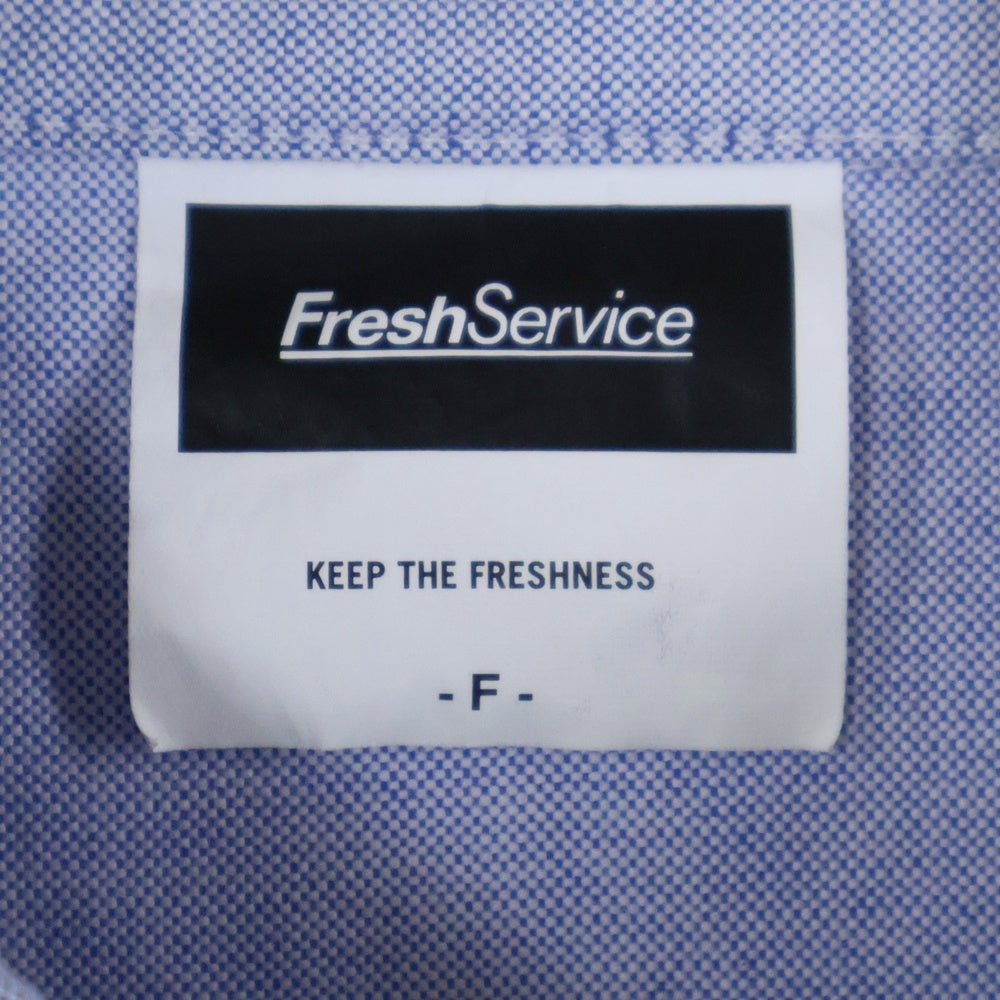 FreshService
KEEP THE FRESHNESS
- F -